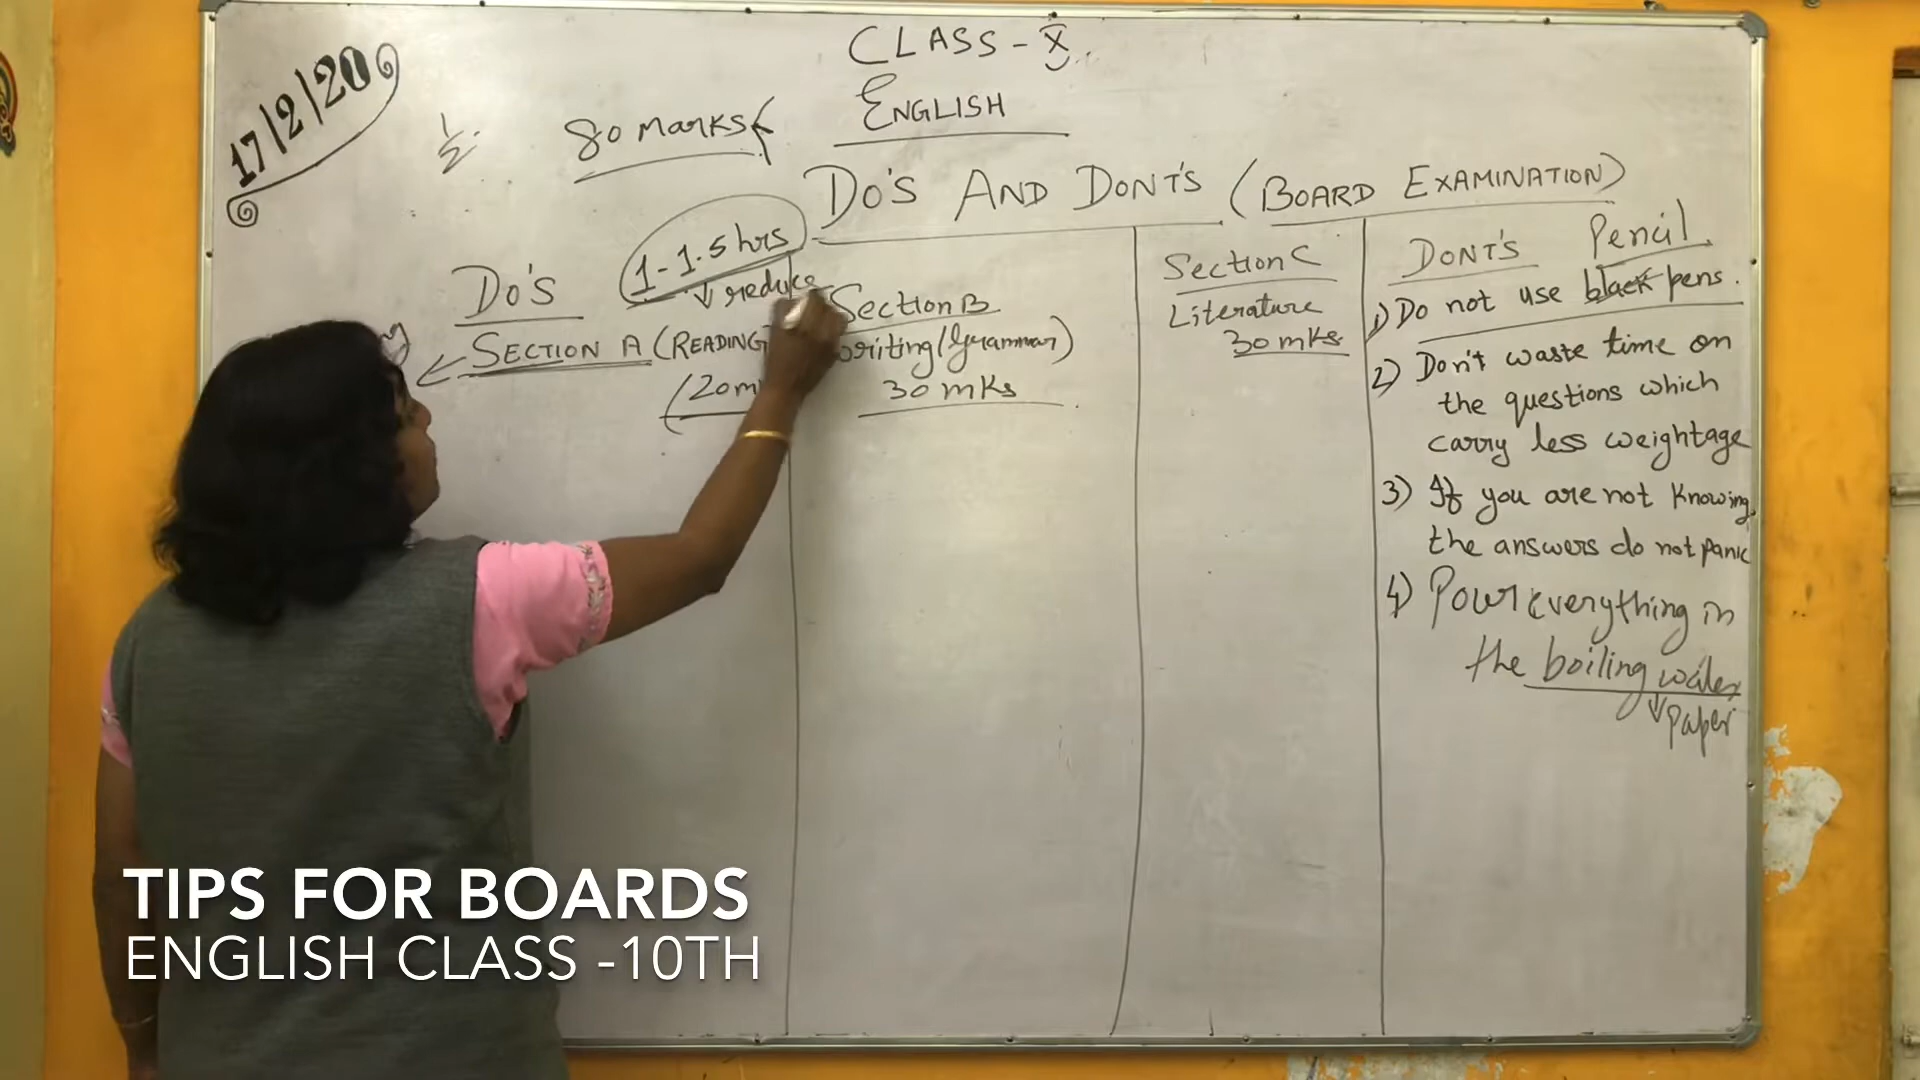 17/2/20
CLASS - X
ENGLISH
80 MARKS
DO'S AND DONT'S (BOARD EXAMINATION)
1 - 1.5 hrs
reduce
DO'S
SECTION A (READING
(20 m
Section B
writing/Grammar)
30 mks
Section C
Literature
30 mks
DONT'S Pencil
1) Do not use black pens.
2) Don't waste time on
the questions which
carry less weightage
3) If you are not knowing
the answers do not panic
4) Pour everything in
the boiling water
Paper
TIPS FOR BOARDS
ENGLISH CLASS -10TH